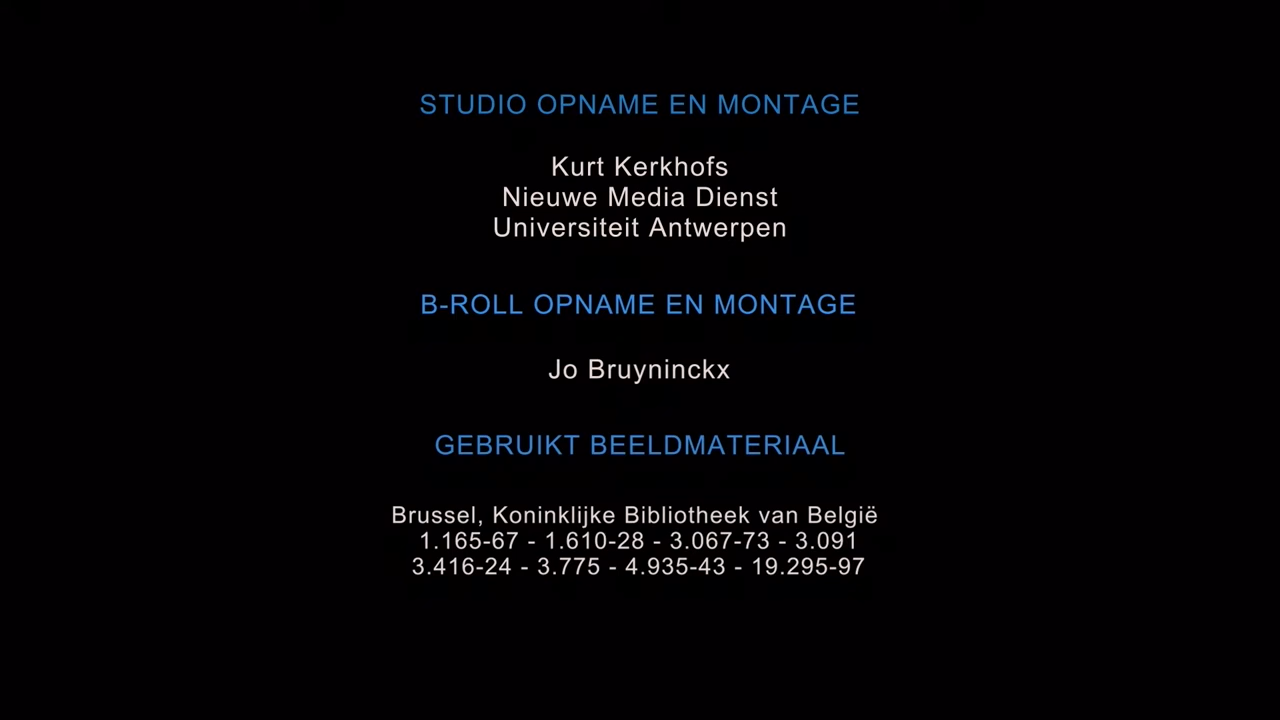 STUDIO OPNAME EN MONTAGE
Kurt Kerkhofs
Nieuwe Media Dienst
Universiteit Antwerpen
B-ROLL OPNAME EN MONTAGE
Jo Bruyninckx
GEBRUIKT BEELDMATERIAAL
Brussel, Koninklijke Bibliotheek van België
1.165-67 - 1.610-28 - 3.067-73 - 3.091
3.416-24 - 3.775 - 4.935-43 - 19.295-97